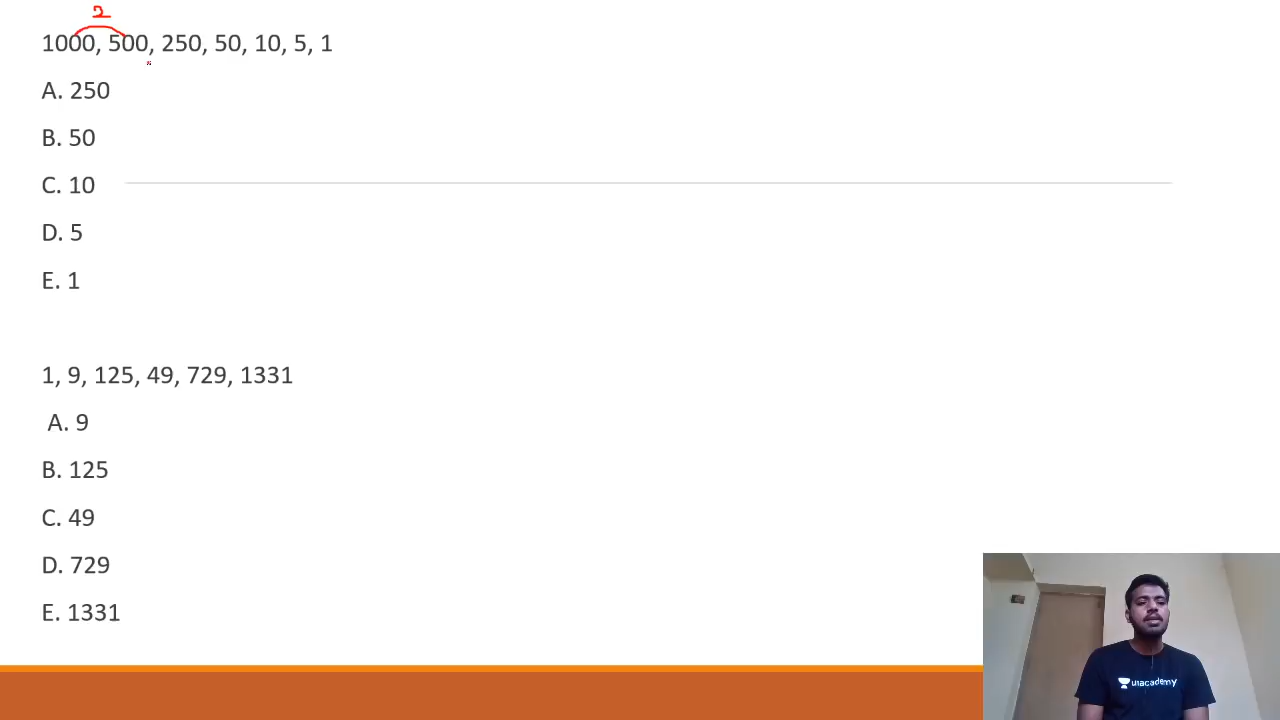 2
1000, 500, 250, 50, 10, 5, 1
A. 250
B. 50
C. 10
D. 5
E. 1
1, 9, 125, 49, 729, 1331
A. 9
B. 125
C. 49
D. 729
E. 1331
unacademy